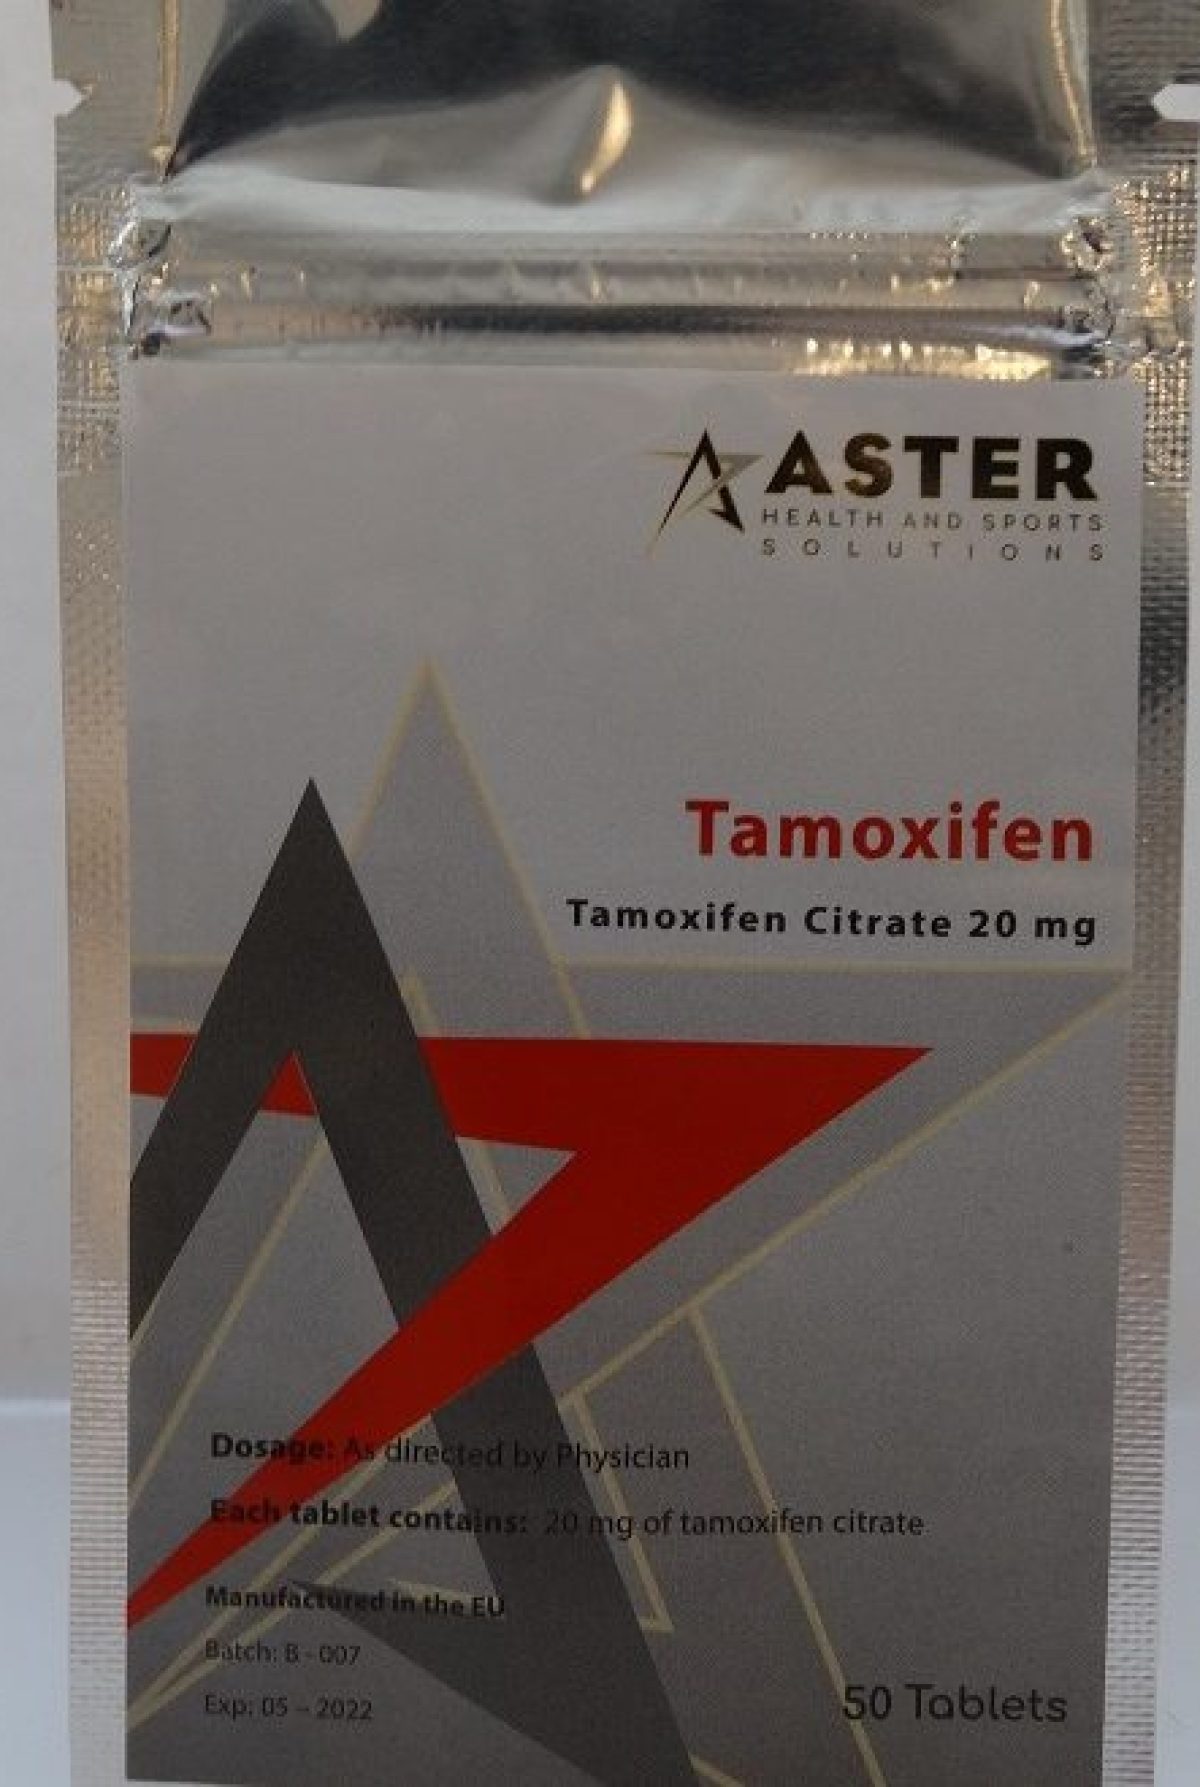 ASTER
HEALTH AND SPORTS
SOLUTIONS
Tamoxifen
Tamoxifen Citrate 20 mg
Dosage: As directed by Physician
Each tablet contains: 20 mg of tamoxifen citrate
Manufactured in the EU
Batch: B - 007
Exp: 05 – 2022
50 Tablets